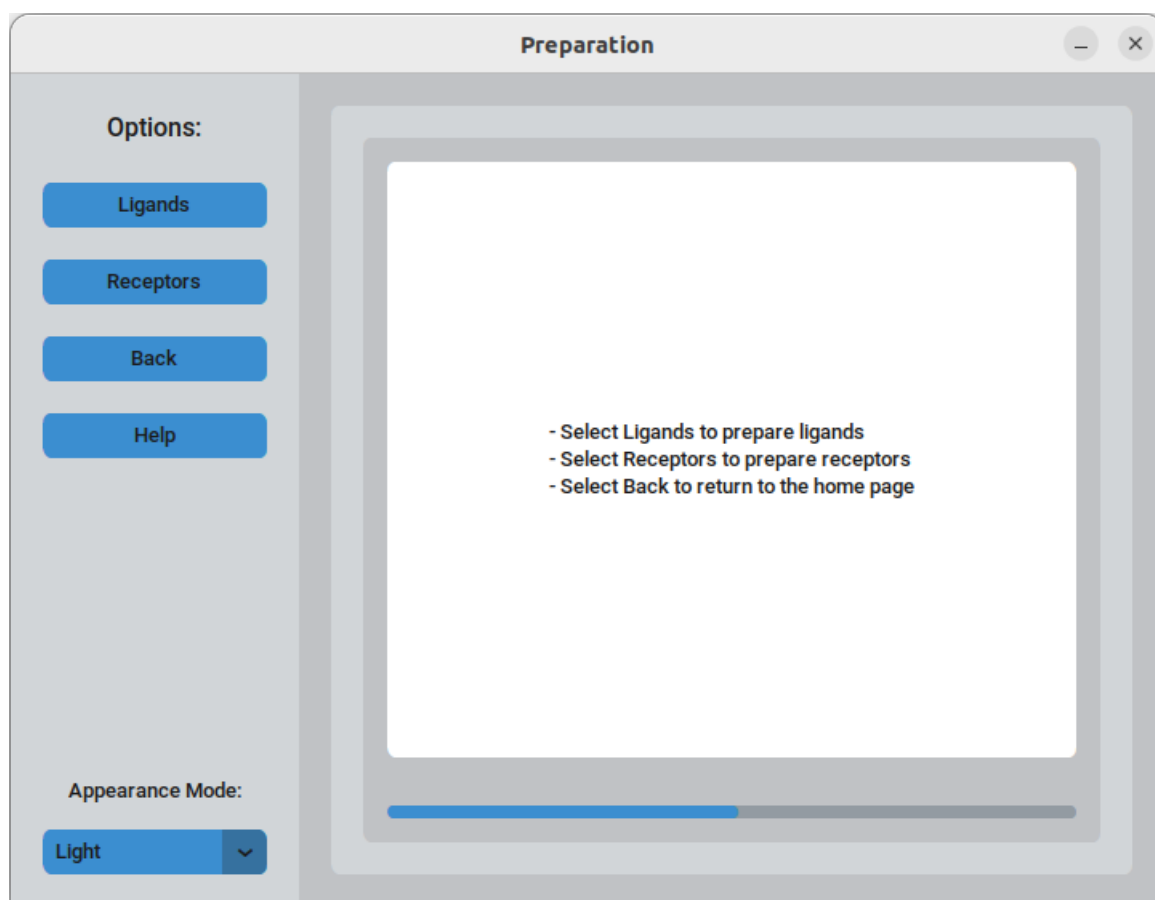 Preparation
Options:
Ligands
Receptors
Back
Help
- Select Ligands to prepare ligands
- Select Receptors to prepare receptors
- Select Back to return to the home page
Appearance Mode:
Light